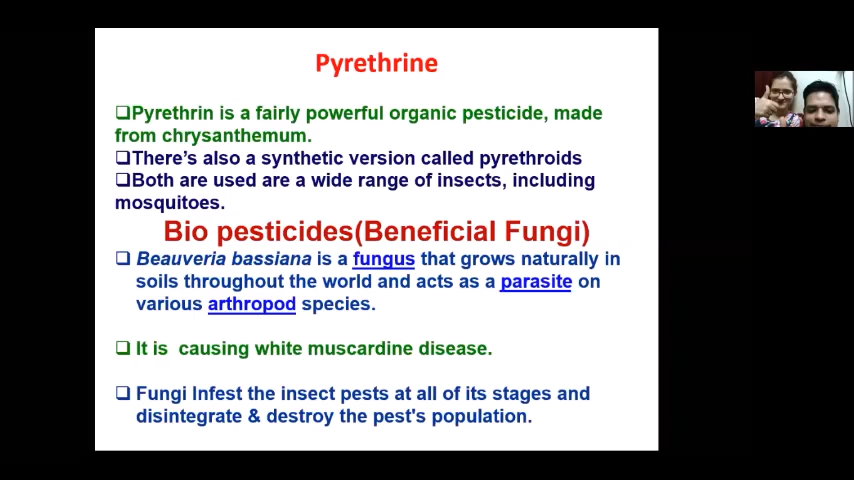 Pyrethrine
❑Pyrethrin is a fairly powerful organic pesticide, made
from chrysanthemum.
❑There's also a synthetic version called pyrethroids
❑Both are used are a wide range of insects, including
mosquitoes.
Bio pesticides(Beneficial Fungi)
❑ Beauveria bassiana is a fungus that grows naturally in
soils throughout the world and acts as a parasite on
various arthropod species.
❑ It is causing white muscardine disease.
❑ Fungi Infest the insect pests at all of its stages and
disintegrate & destroy the pest's population.